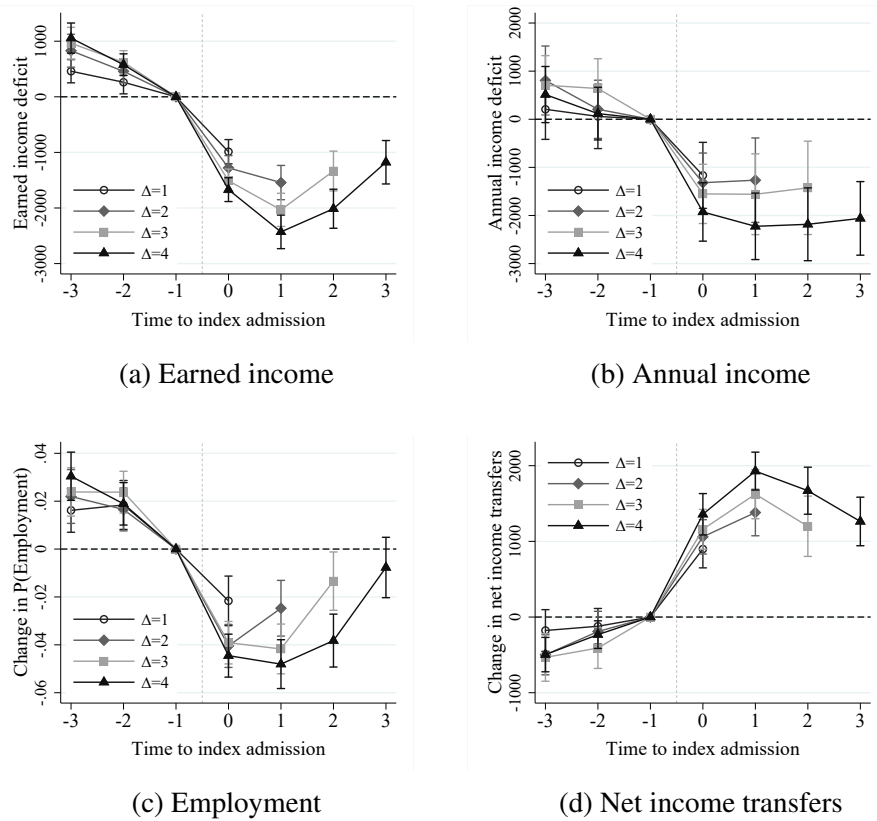 Earned income deficit
1000
0
-1000
-2000
-3000
Δ=1
Δ=2
Δ=3
Δ=4
-3 -2 -1 0 1 2 3
Time to index admission
(a) Earned income
Annual income deficit
2000
1000
0
-1000
-2000
-3000
Δ=1
Δ=2
Δ=3
Δ=4
-3 -2 -1 0 1 2 3
Time to index admission
(b) Annual income
Change in P(Employment)
.04
.02
0
-.02
-.04
-.06
Δ=1
Δ=2
Δ=3
Δ=4
-3 -2 -1 0 1 2 3
Time to index admission
(c) Employment
Change in net income transfers
2000
1000
0
-1000
Δ=1
Δ=2
Δ=3
Δ=4
-3 -2 -1 0 1 2 3
Time to index admission
(d) Net income transfers